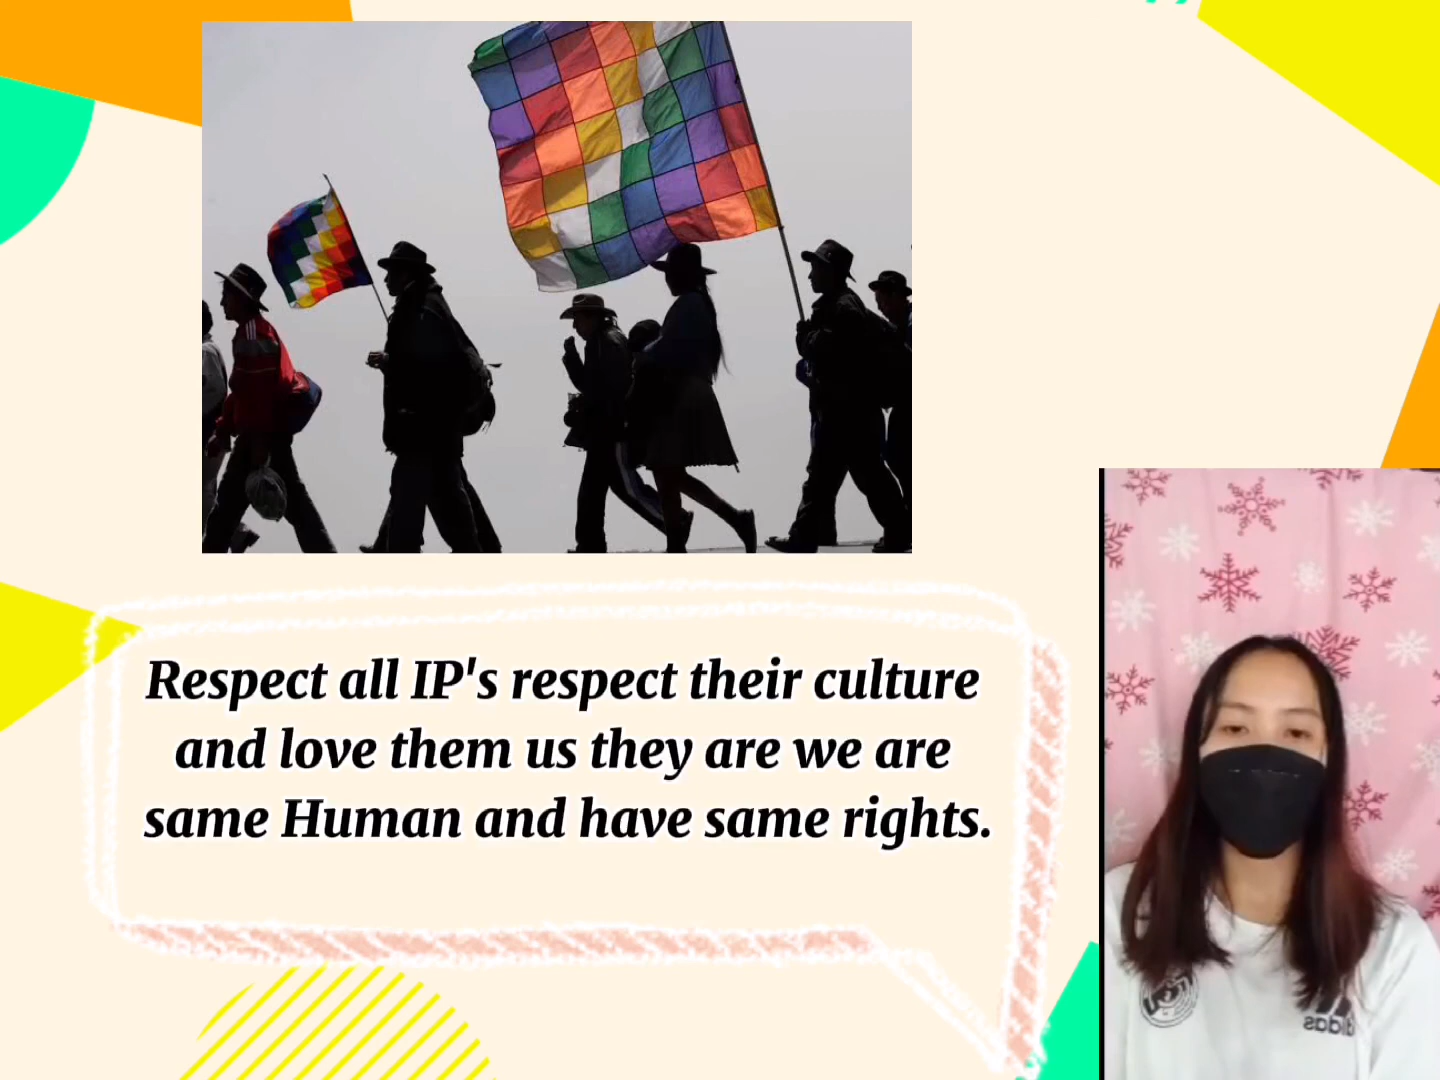 Respect all IP's respect their culture
and love them us they are we are
same Human and have same rights.
adidas